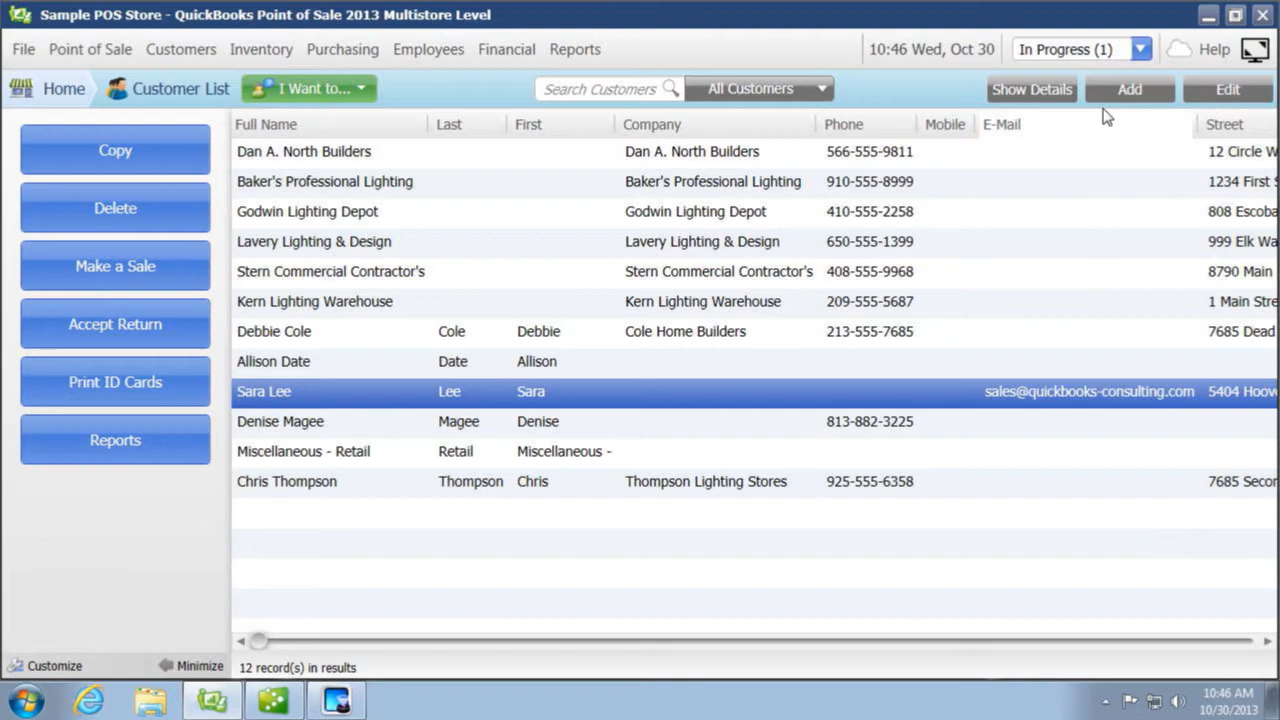 Sample POS Store - QuickBooks Point of Sale 2013 Multistore Level
File Point of Sale Customers Inventory Purchasing Employees Financial Reports 10:46 Wed, Oct 30 In Progress (1) Help
Home Customer List I Want to... Search Customers All Customers Show Details Add Edit
Copy
Delete
Make a Sale
Accept Return
Print ID Cards
Reports
Full Name Last First Company Phone Mobile E-Mail Street
Dan A. North Builders Dan A. North Builders 566-555-9811 12 Circle W
Baker's Professional Lighting Baker's Professional Lighting 910-555-8999 1234 First
Godwin Lighting Depot Godwin Lighting Depot 410-555-2258 808 Escoba
Lavery Lighting & Design Lavery Lighting & Design 650-555-1399 999 Elk Wa
Stern Commercial Contractor's Stern Commercial Contractor's 408-555-9968 8790 Main
Kern Lighting Warehouse Kern Lighting Warehouse 209-555-5687 1 Main Stre
Debbie Cole Cole Debbie Cole Home Builders 213-555-7685 7685 Dead
Allison Date Date Allison
Sara Lee Lee Sara sales@quickbooks-consulting.com 5404 Hoov
Denise Magee Magee Denise 813-882-3225
Miscellaneous - Retail Retail Miscellaneous -
Chris Thompson Thompson Chris Thompson Lighting Stores 925-555-6358 7685 Secon
Customize Minimize 12 record(s) in results
10:46 AM
10/30/2013